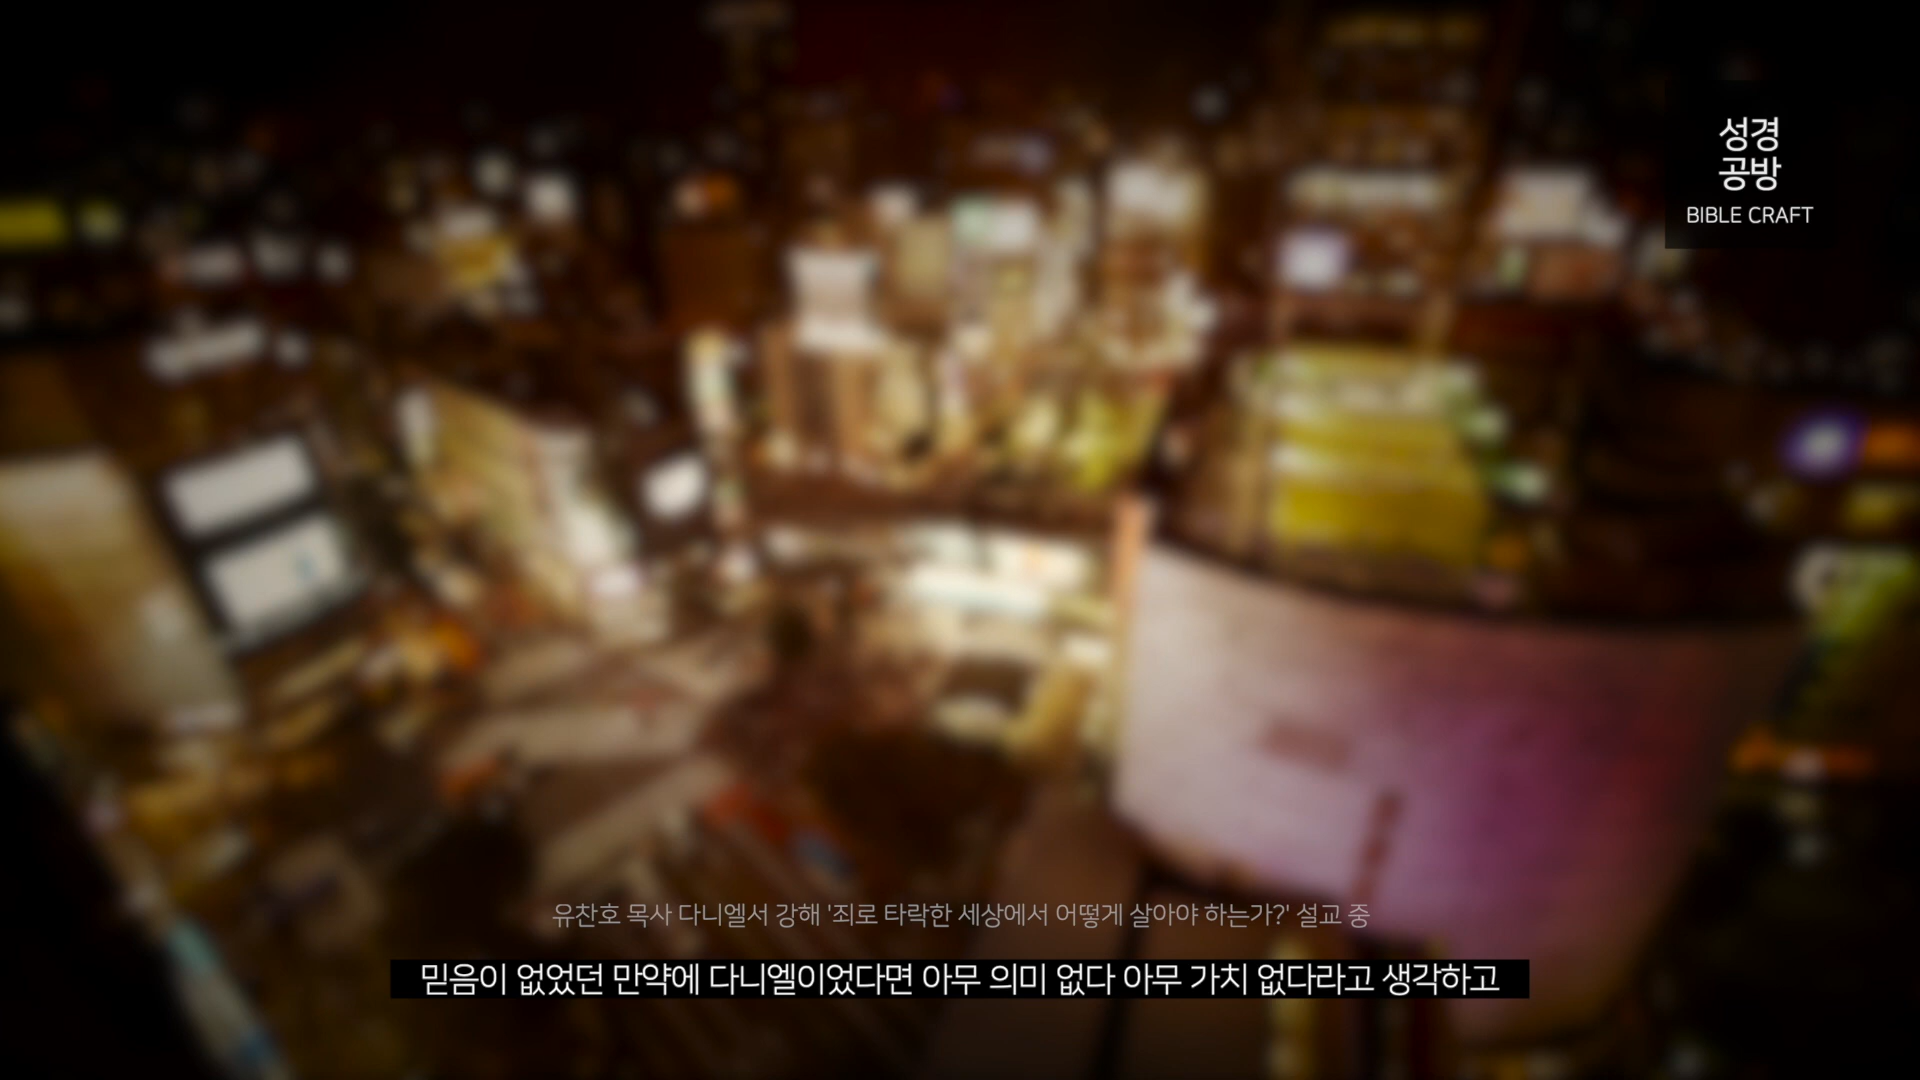 성경
공방
BIBLE CRAFT
유찬호 목사 다니엘서 강해 '죄로 타락한 세상에서 어떻게 살아야 하는가?' 설교 중
믿음이 없었던 만약에 다니엘이었다면 아무 의미 없다 아무 가치 없다라고 생각하고